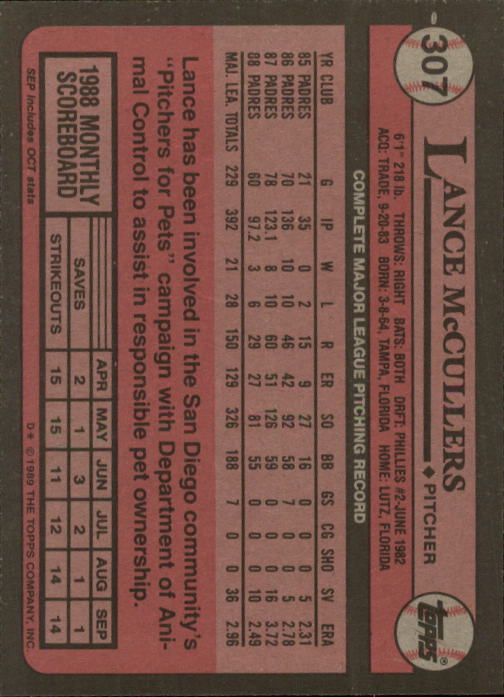 307
LANCE McCULLERS ♦ PITCHER
topps®
6'1" 218 lb. THROWS: RIGHT BATS: BOTH DRFT: PHILLIES #2-JUNE 1982
ACQ: TRADE, 9-20-83 BORN: 3-8-64, TAMPA, FLORIDA HOME: LUTZ, FLORIDA
COMPLETE MAJOR LEAGUE PITCHING RECORD
YR CLUB G IP W L R ER SO BB GS CG SHO SV ERA
85 PADRES 21 35 0 2 15 9 27 16 0 0 0 5 2.31
86 PADRES 70 136 10 10 46 42 92 58 7 0 0 5 2.78
87 PADRES 78 123.1 8 10 60 51 126 59 0 0 0 16 3.72
88 PADRES 60 97.2 3 6 29 27 81 55 0 0 0 10 2.49
MAJ. LEA. TOTALS 229 392 21 28 150 129 326 188 7 0 0 36 2.96
Lance has been involved in the San Diego community's
"Pitchers for Pets" campaign with Department of Ani-
mal Control to assist in responsible pet ownership.
1988 MONTHLY
SCOREBOARD
APR MAY JUN JUL AUG SEP
SAVES 2 1 3 2 1 1
STRIKEOUTS 15 15 11 12 14 14
SEP includes OCT stats
D* © 1989 THE TOPPS COMPANY, INC.